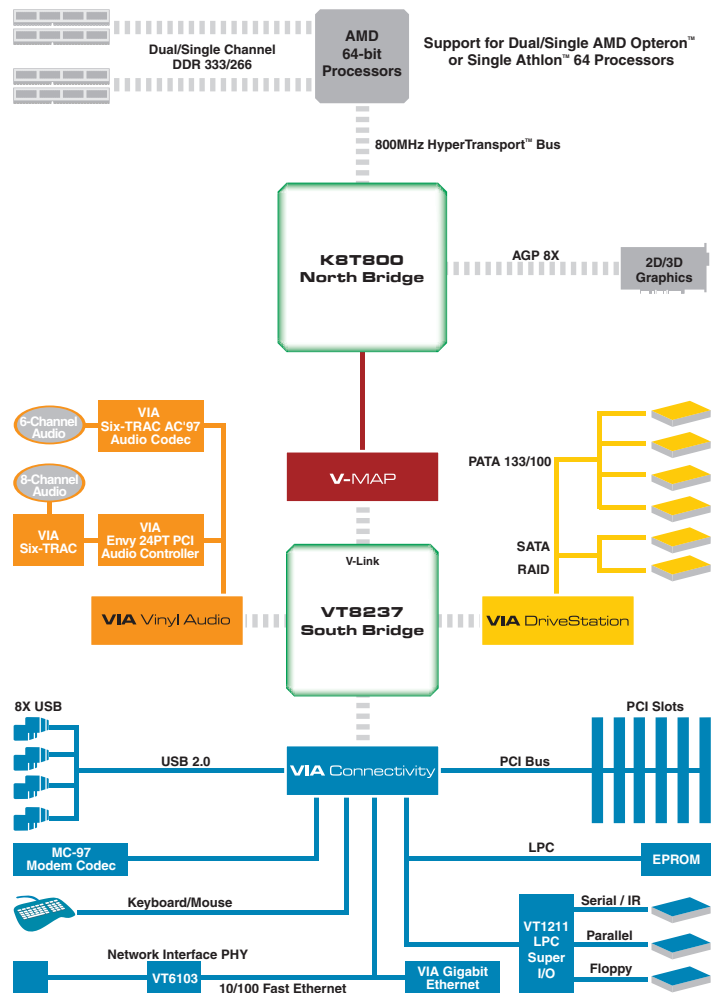 AMD
64-bit
Processors
Dual/Single Channel
DDR 333/266
Support for Dual/Single AMD Opteron™
or Single Athlon™ 64 Processors
800MHz HyperTransport™ Bus
K8T800
North Bridge
AGP 8X
2D/3D
Graphics
6-Channel
Audio
VIA
Six-TRAC AC'97
Audio Codec
8-Channel
Audio
VIA
Six-TRAC
VIA
Envy 24PT PCI
Audio Controller
V-MAP
PATA 133/100
SATA
RAID
V-Link
VT8237
South Bridge
VIA Vinyl Audio
VIA DriveStation
8X USB
USB 2.0
VIA Connectivity
PCI Bus
PCI Slots
MC-97
Modem Codec
LPC
EPROM
Keyboard/Mouse
VT1211
LPC
Super
I/O
Serial / IR
Parallel
Floppy
Network Interface PHY
VT6103
10/100 Fast Ethernet
VIA Gigabit
Ethernet